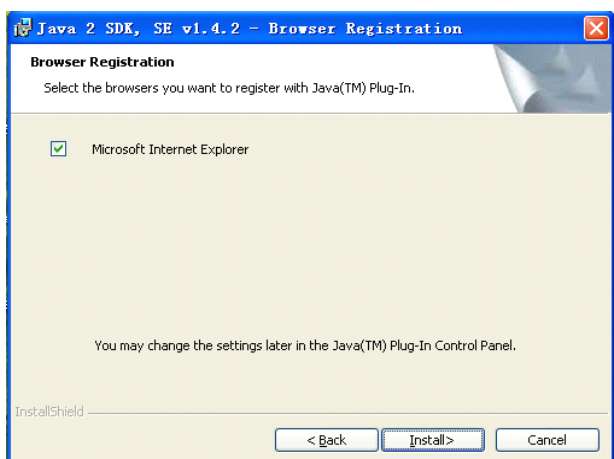 Java 2 SDK, SE v1.4.2 - Browser Registration
Browser Registration
Select the browsers you want to register with Java(TM) Plug-In.
Microsoft Internet Explorer
You may change the settings later in the Java(TM) Plug-In Control Panel.
InstallShield
< Back Install> Cancel